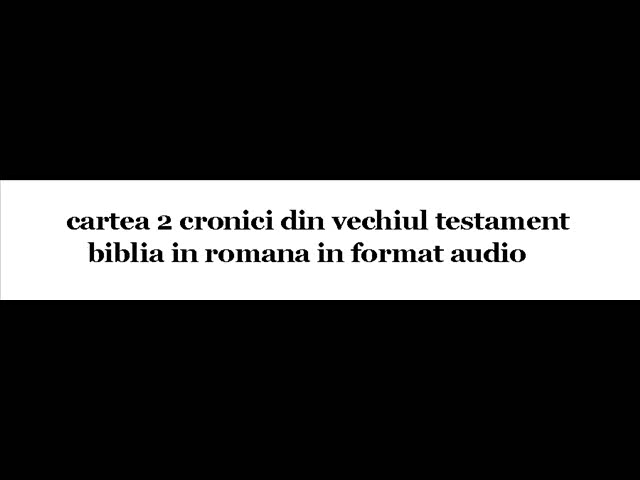 cartea 2 cronici din vechiul testament
biblia in romana in format audio